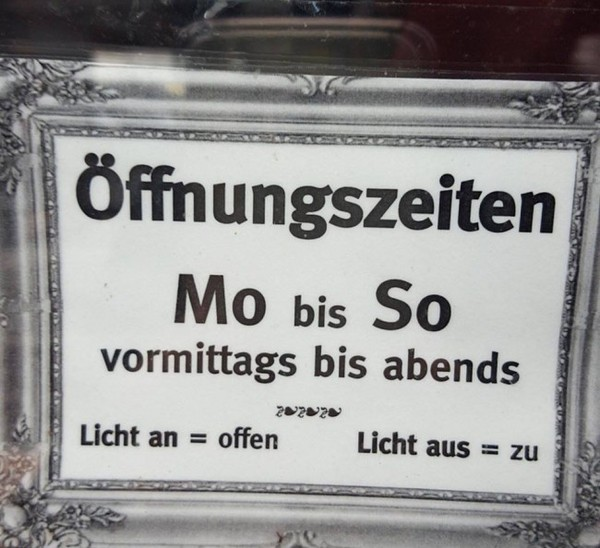 Öffnungszeiten
Mo bis So
vormittags bis abends
Licht an = offen    Licht aus = zu